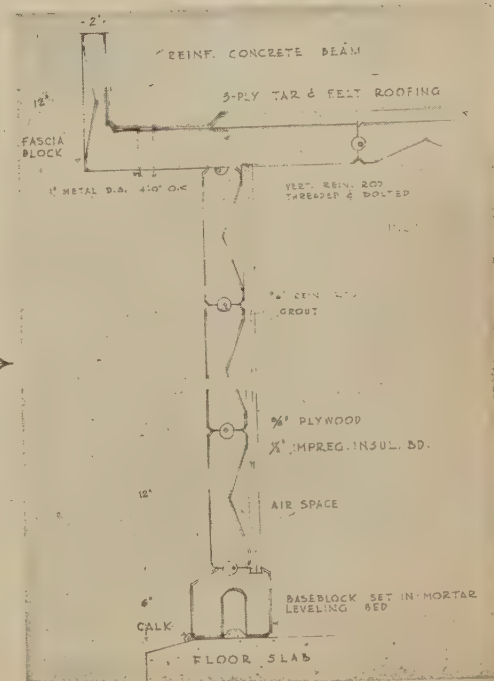 2"
REINF. CONCRETE BEAM
12"
3-PLY TAR & FELT ROOFING
FASCIA
BLOCK
1" METAL D.S. 4'0" O.C
VERT. REIN. ROD
THREADED & BOLTED
GROUT
PLYWOOD
IMPREG. INSUL. BD.
12"
AIR SPACE
6"
BASEBLOCK SET IN MORTAR
LEVELING BED
CALK
FLOOR SLAB